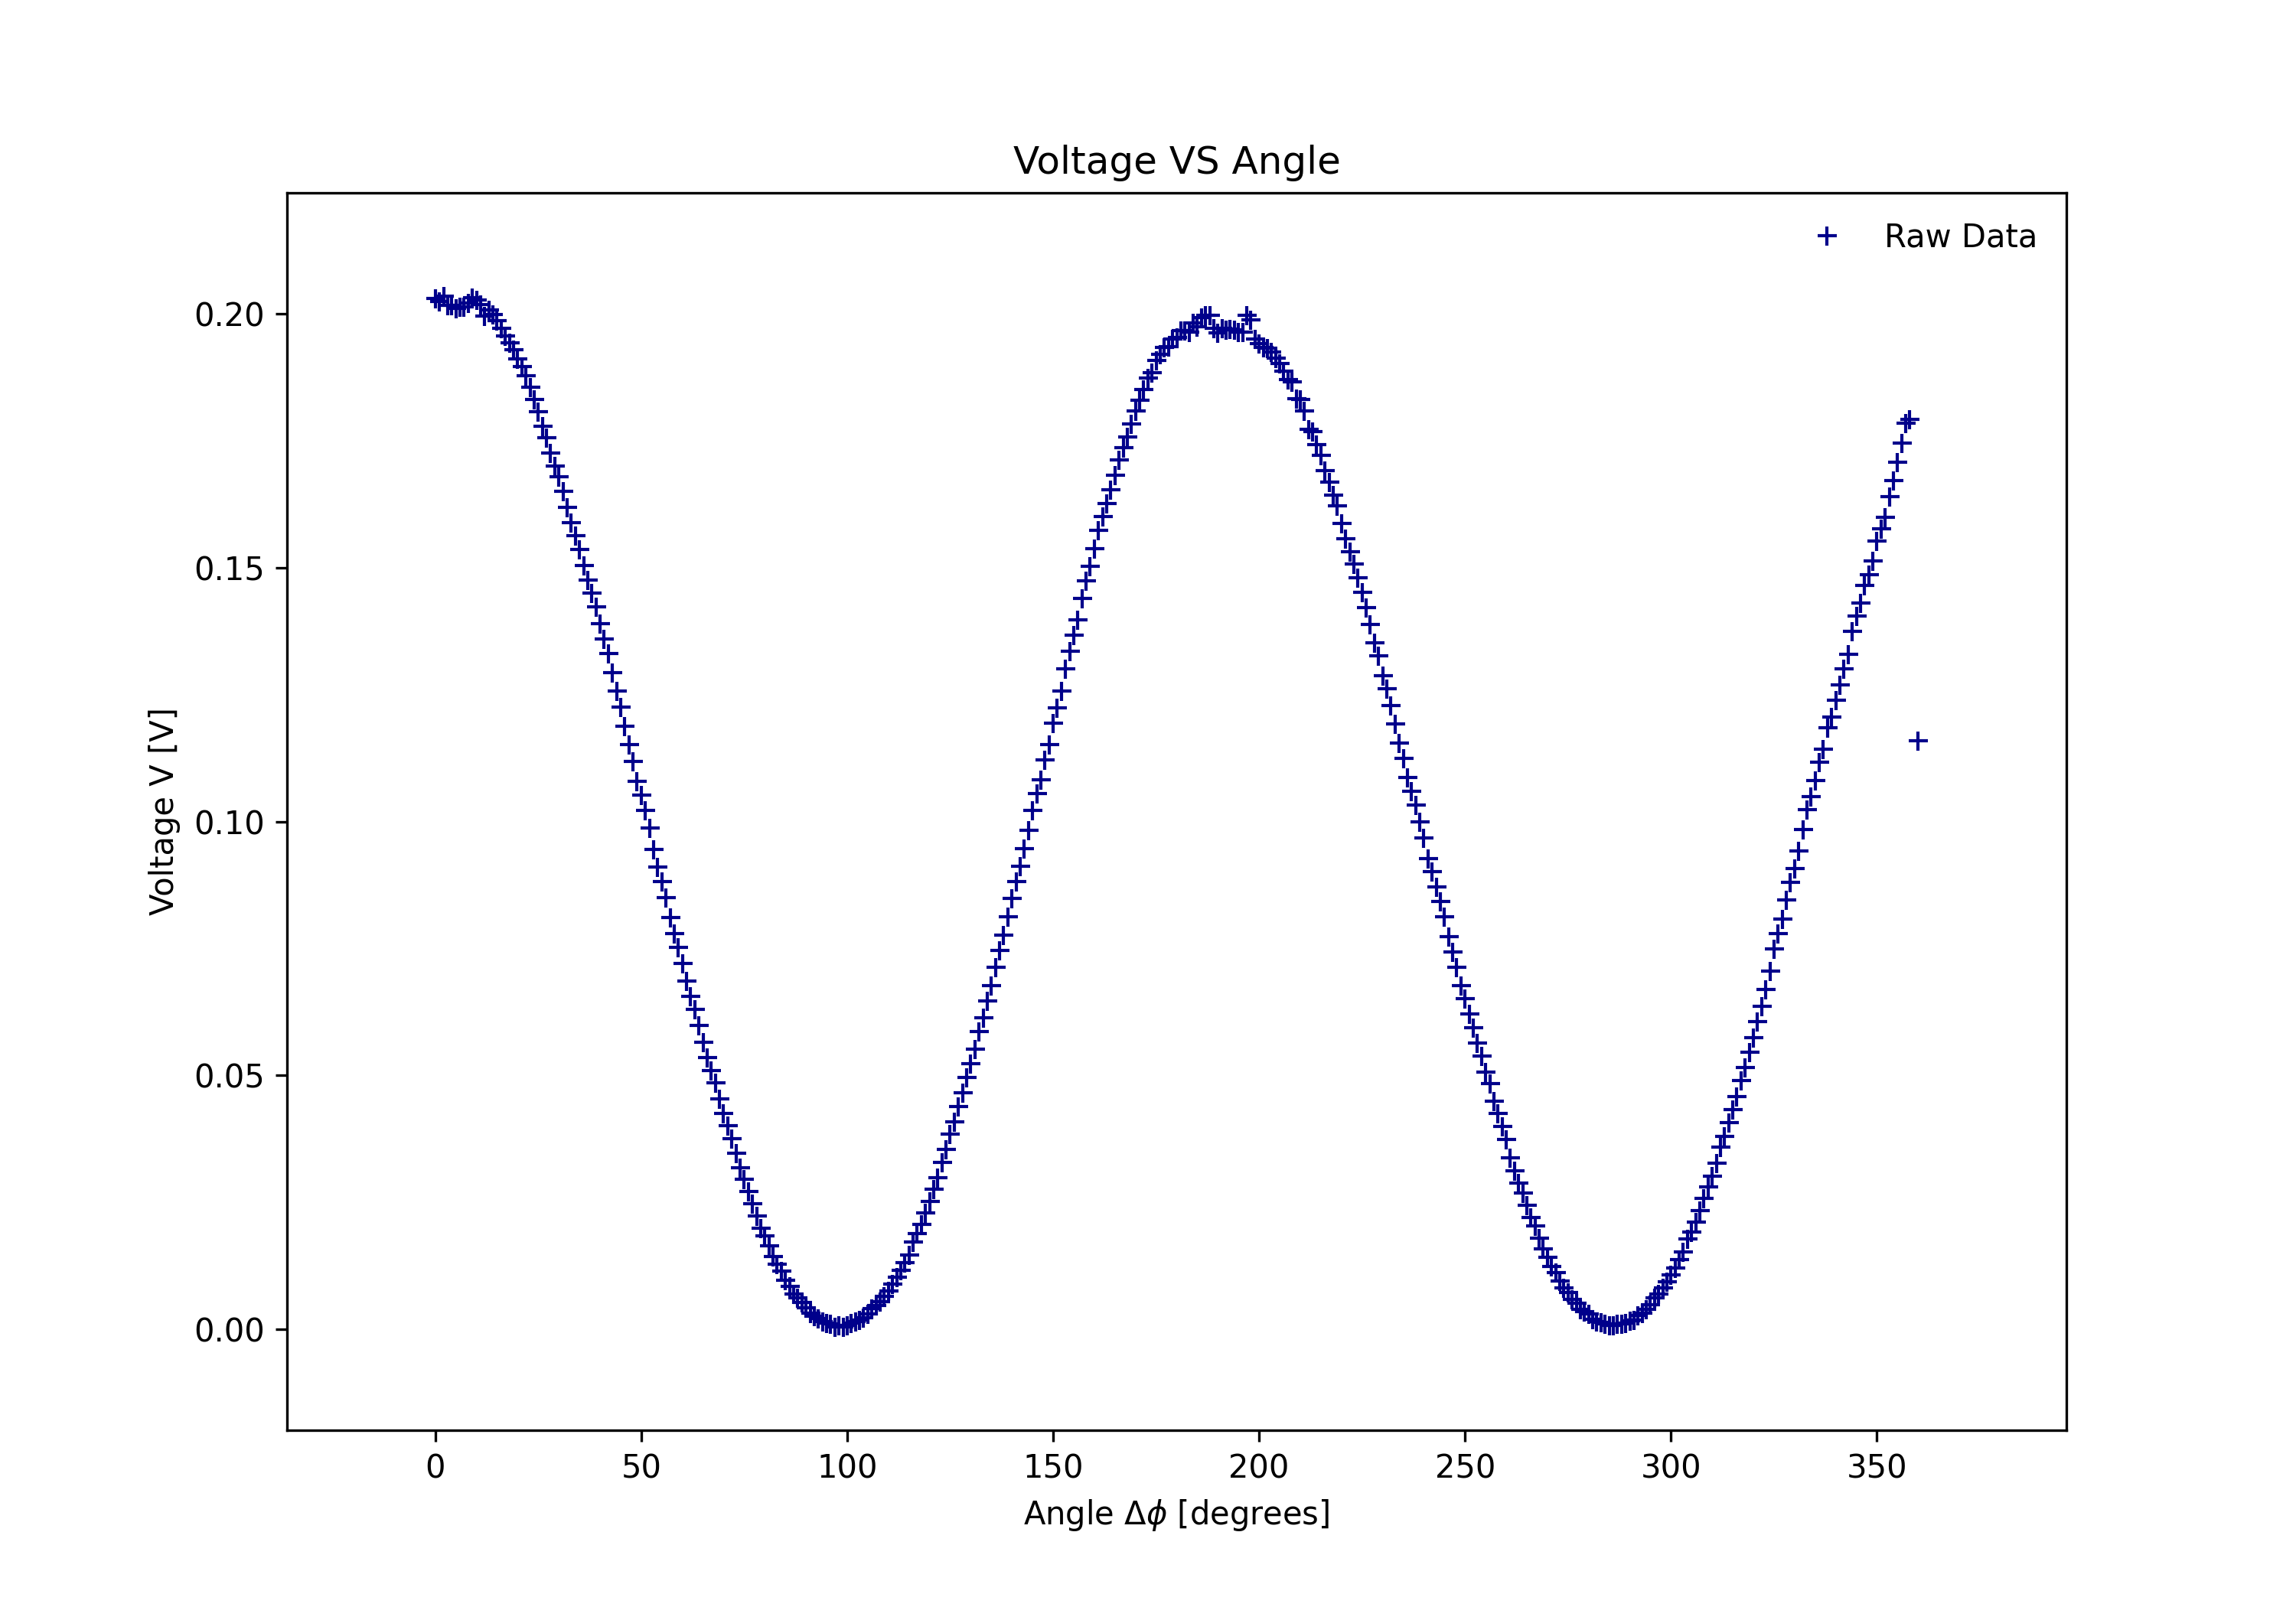 Voltage VS Angle
Raw Data
0.20
0.15
0.10
0.05
0.00
Voltage V [V]
0 50 100 150 200 250 300 350
Angle Δϕ [degrees]